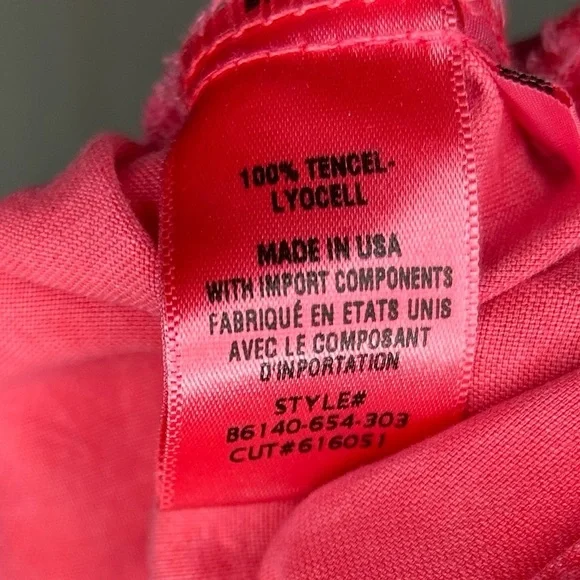 100% TENCEL-
LYOCELL
MADE IN USA
WITH IMPORT COMPONENTS
FABRIQUÉ EN ETATS UNIS
AVEC LE COMPOSANT
D'INPORTATION
STYLE#
B6140-654-303
CUT#616051